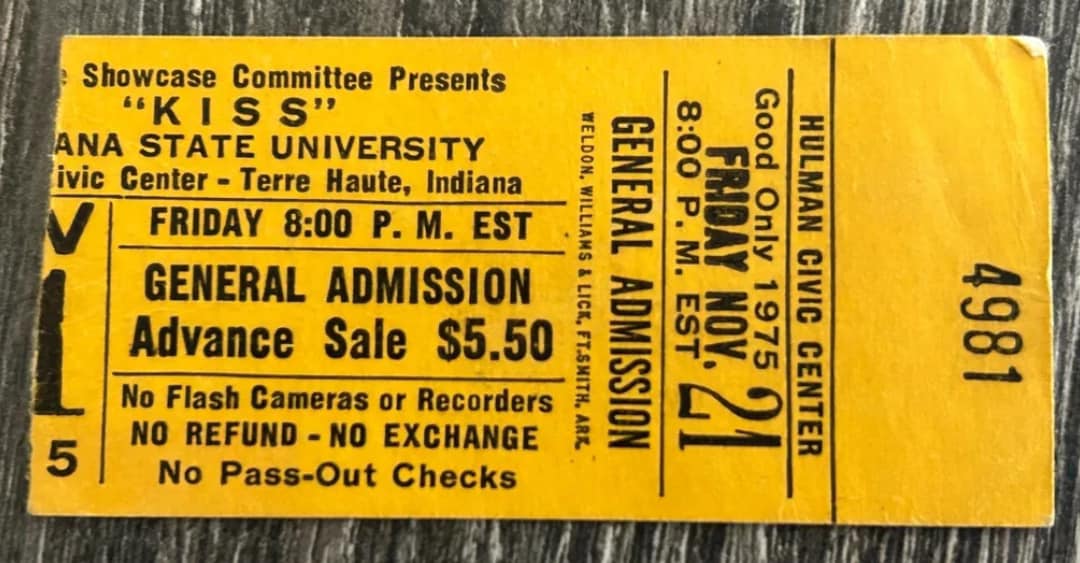 Showcase Committee Presents
"KISS"
ANA STATE UNIVERSITY
ivic Center - Terre Haute, Indiana
V
1
5
FRIDAY 8:00 P. M. EST
GENERAL ADMISSION
Advance Sale $5.50
No Flash Cameras or Recorders
NO REFUND - NO EXCHANGE
No Pass-Out Checks
WELDON, WILLIAMS & LICK, FT.SMITH, ARK.
GENERAL ADMISSION
8:00 P. M. EST
FRIDAY NOV. 21
Good Only 1975
HULMAN CIVIC CENTER
4981